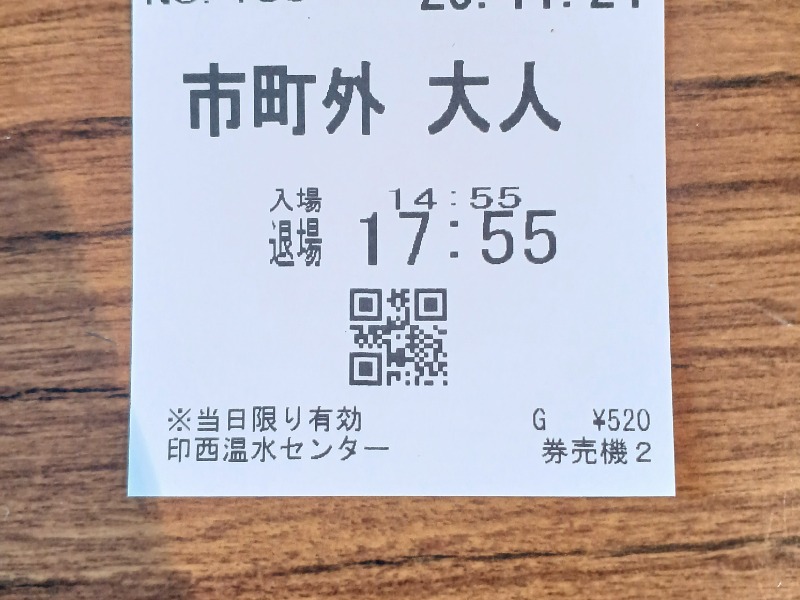 市町外 大人
入場 14:55
退場 17:55
※当日限り有効 G ¥520
印西温水センター 券売機2